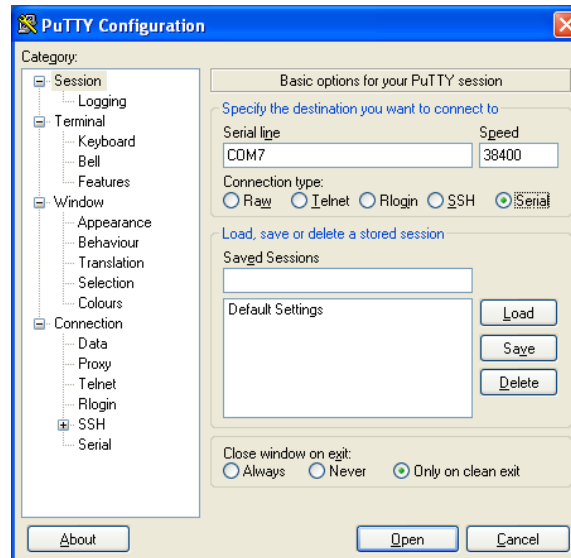 PuTTY Configuration
Category:
Session
Logging
Terminal
Keyboard
Bell
Features
Window
Appearance
Behaviour
Translation
Selection
Colours
Connection
Data
Proxy
Telnet
Rlogin
SSH
Serial
Basic options for your PuTTY session
Specify the destination you want to connect to
Serial line Speed
COM7 38400
Connection type:
Raw Telnet Rlogin SSH Serial
Load, save or delete a stored session
Saved Sessions
Default Settings
Load
Save
Delete
Close window on exit:
Always Never Only on clean exit
About Open Cancel